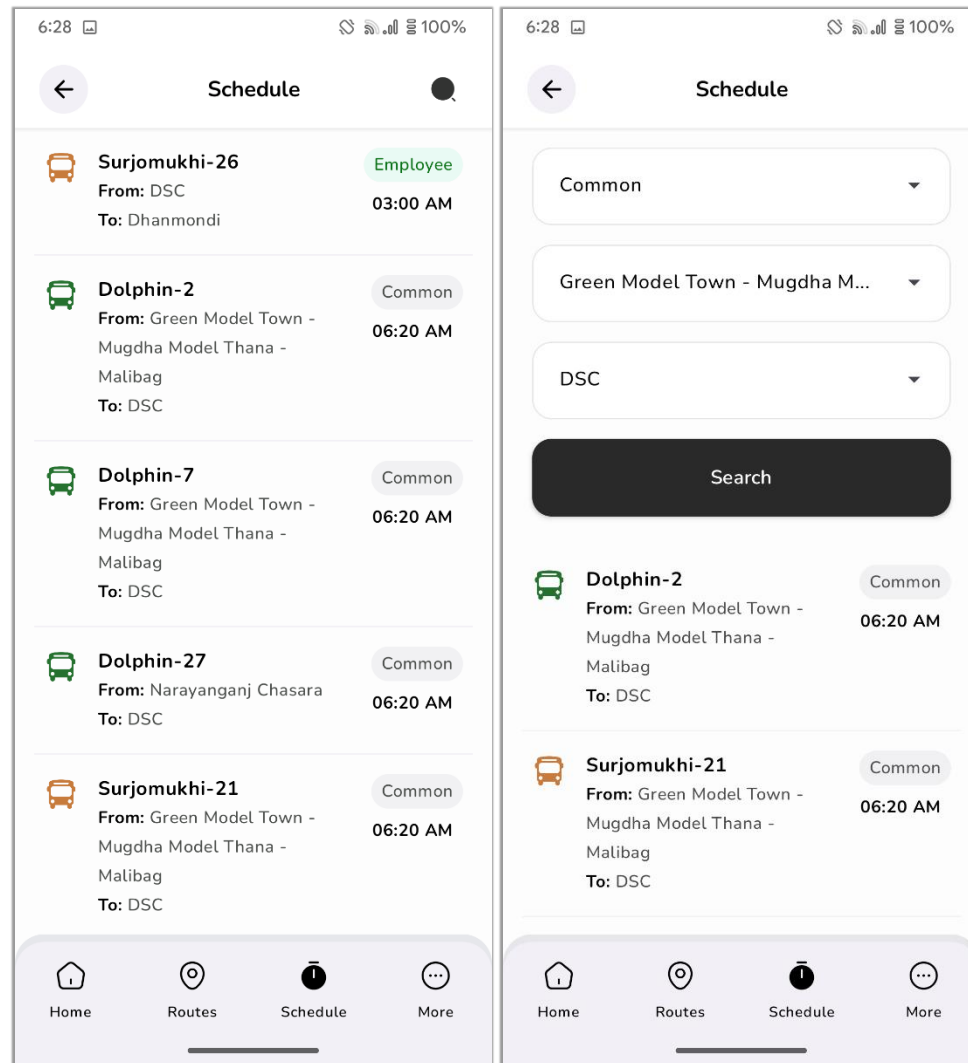 6:28
100%
Schedule
Surjomukhi-26
Employee
From: DSC
03:00 AM
To: Dhanmondi
Dolphin-2
Common
From: Green Model Town -
06:20 AM
Mugdha Model Thana -
Malibag
To: DSC
Dolphin-7
Common
From: Green Model Town -
06:20 AM
Mugdha Model Thana -
Malibag
To: DSC
Dolphin-27
Common
From: Narayanganj Chasara
06:20 AM
To: DSC
Surjomukhi-21
Common
From: Green Model Town -
06:20 AM
Mugdha Model Thana -
Malibag
To: DSC
Home
Routes
Schedule
More
6:28
100%
Schedule
Common
Green Model Town - Mugdha M...
DSC
Search
Dolphin-2
Common
From: Green Model Town -
06:20 AM
Mugdha Model Thana -
Malibag
To: DSC
Surjomukhi-21
Common
From: Green Model Town -
06:20 AM
Mugdha Model Thana -
Malibag
To: DSC
Home
Routes
Schedule
More